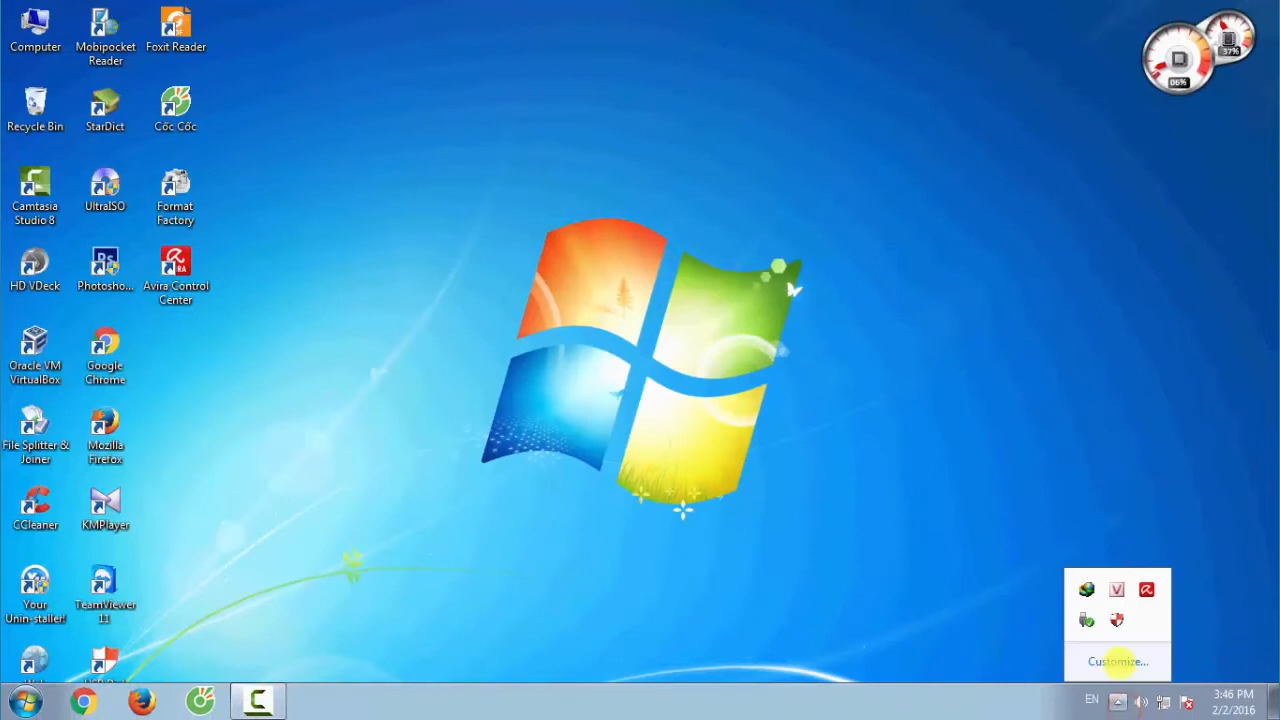 Computer
Mobipocket
Reader
Foxit Reader
Recycle Bin
StarDict
Cốc Cốc
Camtasia
Studio 8
UltraISO
Format
Factory
HD VDeck
Photosho...
Avira Control
Center
Oracle VM
VirtualBox
Google
Chrome
File Splitter &
Joiner
Mozilla
Firefox
CCleaner
KMPlayer
Your
Unin-staller!
TeamViewer
11
06%
37%
Customize...
EN
3:46 PM
2/2/2016